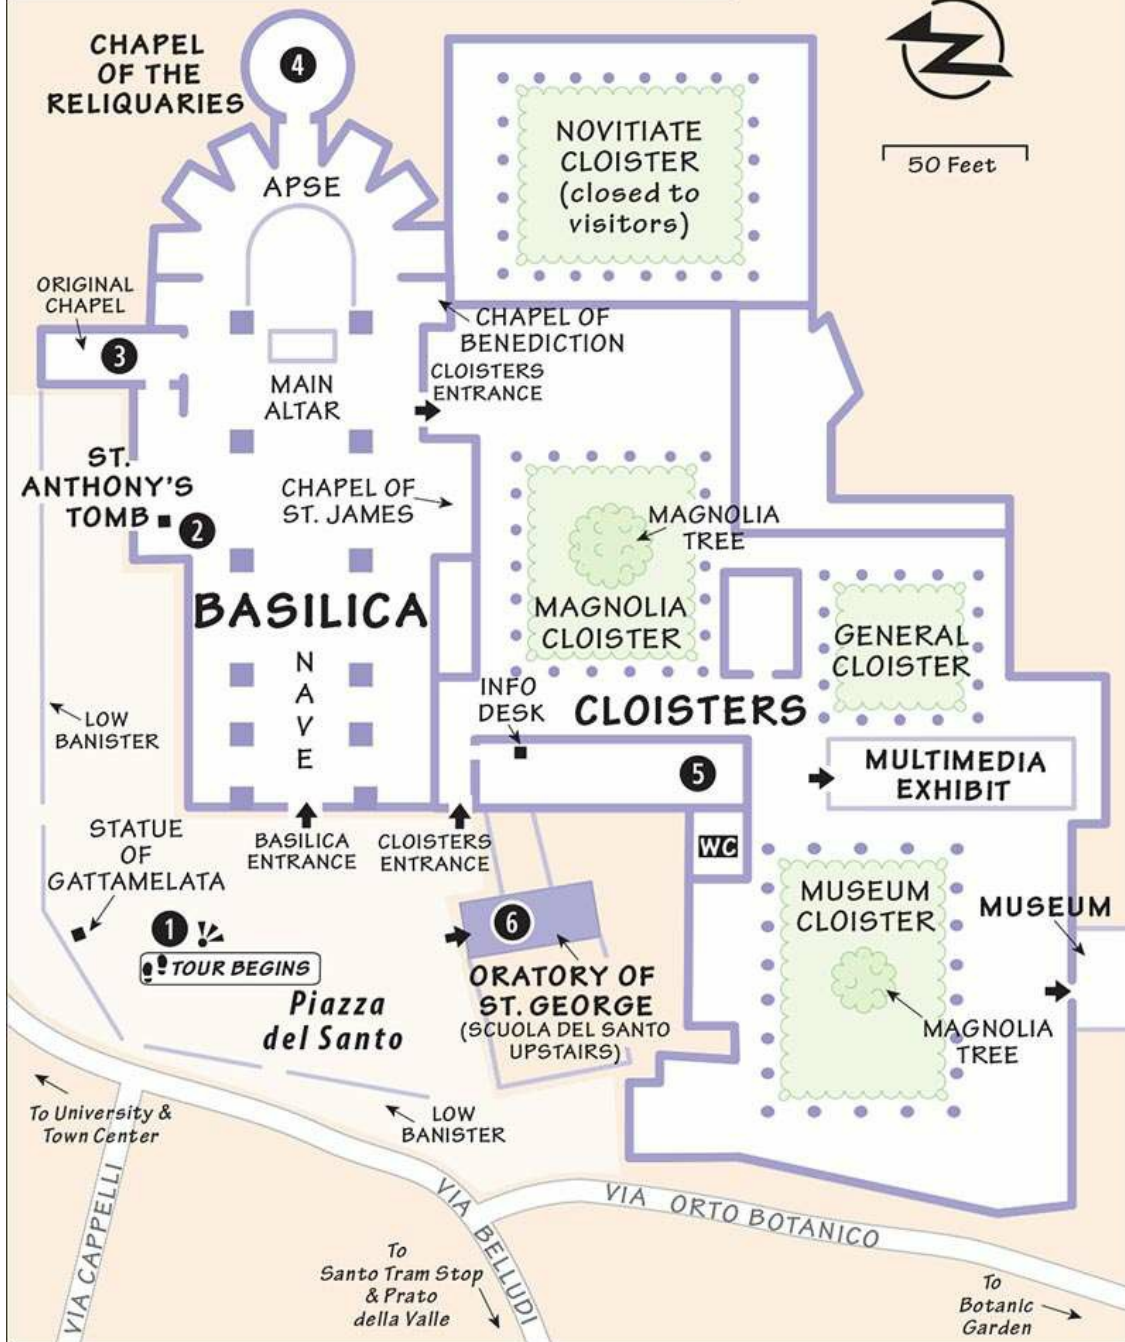 CHAPEL
OF THE
RELIQUARIES
4
APSE
NOVITIATE
CLOISTER
(closed to
visitors)
50 Feet
ORIGINAL
CHAPEL
3
CHAPEL OF
BENEDICTION
CLOISTERS
ENTRANCE
MAIN
ALTAR
ST.
ANTHONY'S
TOMB
2
CHAPEL OF
ST. JAMES
MAGNOLIA
TREE
BASILICA
MAGNOLIA
CLOISTER
GENERAL
CLOISTER
NAVE
INFO
DESK
CLOISTERS
LOW
BANISTER
5
MULTIMEDIA
EXHIBIT
STATUE
OF
GATTAMELATA
BASILICA
ENTRANCE
CLOISTERS
ENTRANCE
WC
MUSEUM
CLOISTER
MUSEUM
1
TOUR BEGINS
6
ORATORY OF
ST. GEORGE
(SCUOLA DEL SANTO
UPSTAIRS)
Piazza
del Santo
MAGNOLIA
TREE
To University &
Town Center
LOW
BANISTER
VIA CAPPELLI
VIA BELLUDI
VIA ORTO BOTANICO
To
Santo Tram Stop
& Prato
della Valle
To
Botanic
Garden